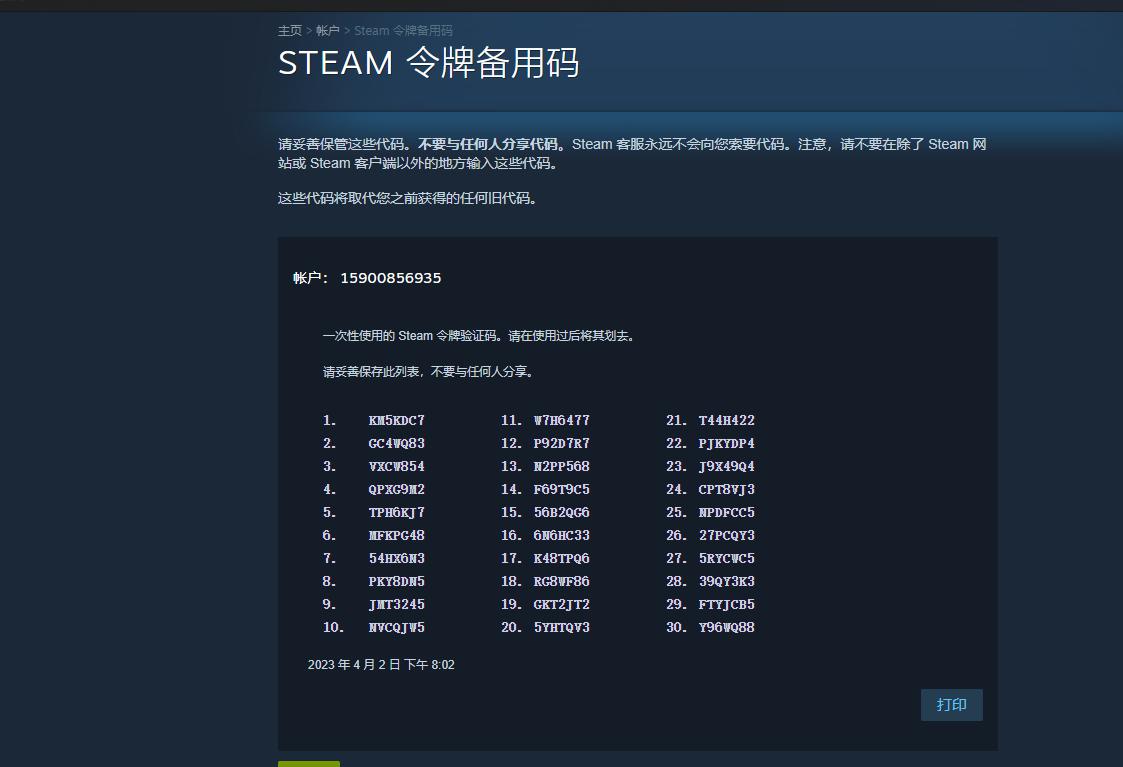 主页 > 帐户 > Steam 令牌备用码
STEAM 令牌备用码
请妥善保管这些代码。不要与任何人分享代码。Steam 客服永远不会向您索要代码。注意，请不要在除了 Steam 网
站或 Steam 客户端以外的地方输入这些代码。
这些代码将取代您之前获得的任何旧代码。
帐户： 15900856935
一次性使用的 Steam 令牌验证码。请在使用过后将其划去。
请妥善保存此列表，不要与任何人分享。
1. KM5KDC7 11. W7H6477 21. T44H422
2. GC4WQ83 12. P92D7R7 22. PJKYDP4
3. VXCW854 13. N2PP568 23. J9X49Q4
4. QPXG9M2 14. F69T9C5 24. CPT8VJ3
5. TPH6KJ7 15. 56B2QG6 25. NPDFCC5
6. MFKPG48 16. 6N6HC33 26. 27PCQY3
7. 54HX6N3 17. K48TPQ6 27. 5RYCWC5
8. PKY8DN5 18. RG8WF86 28. 39QY3K3
9. JMT3245 19. GKT2JT2 29. FTYJCB5
10. NVCQJW5 20. 5YHTQV3 30. Y96WQ88
2023 年 4 月 2 日 下午 8:02
打印